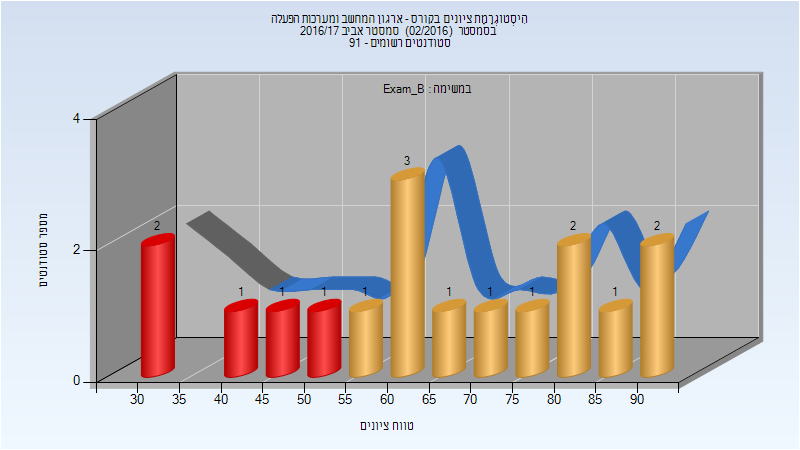 הִיסְטוֹגְרָמַת ציונים בקורס - ארגון המחשב ומערכות הפעלה
בסמסטר (02/2016) סמסטר אביב 2016/17
סטודנטים רשומים - 91
במשימה : Exam_B
מספר סטודנטים
4
2
0
2
1
1
1
1
3
1
1
1
2
1
2
30 35 40 45 50 55 60 65 70 75 80 85 90
טווח ציונים